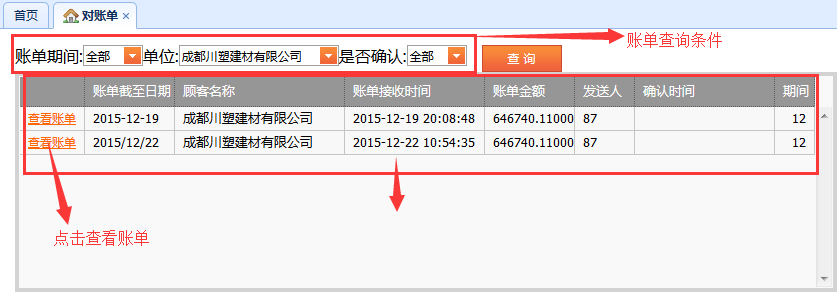 首页 对账单 ×
账单期间: 全部 单位: 成都川塑建材有限公司 是否确认: 全部 查 询
账单查询条件
账单截至日期 顾客名称 账单接收时间 账单金额 发送人 确认时间 期间
查看账单 2015-12-19 成都川塑建材有限公司 2015-12-19 20:08:48 646740.11000 87 12
查看账单 2015/12/22 成都川塑建材有限公司 2015-12-22 10:54:35 646740.11000 87 12
点击查看账单